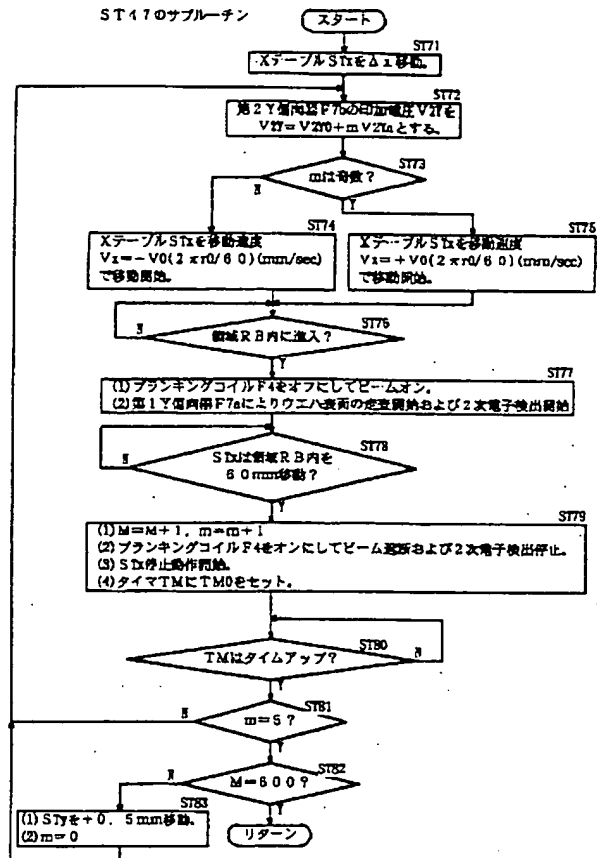 ST47のサブルーチン
スタート
ST71
XテーブルSTxをΔx移動。
ST72
第2Y偏向器F7bの印加電圧V2Yを
V2Y=V2Y0+mV2Yaとする。
ST73
mは奇数?
N
Y
ST74
XテーブルSTxを移動速度
Vx=-V0(2πr0/60)(mm/sec)
で移動開始。
ST75
XテーブルSTxを移動速度
Vx=+V0(2πr0/60)(mm/sec)
で移動開始。
ST76
領域RB内に進入?
N
Y
ST77
(1)ブランキングコイルF4をオフにしてビームオン。
(2)第1Y偏向器F7aによりウエハ表面の走査開始および2次電子検出開始
ST78
STxは領域RB内を
60mm移動?
N
Y
ST79
(1)M=M+1, m=m+1
(2)ブランキングコイルF4をオンにしてビーム遮断および2次電子検出停止。
(3)STx停止動作開始。
(4)タイマTMにTM0をセット。
ST80
TMはタイムアップ?
N
Y
ST81
m=5?
N
Y
ST82
M=600?
N
Y
ST83
(1)STyを+0.5mm移動。
(2)m=0
リターン